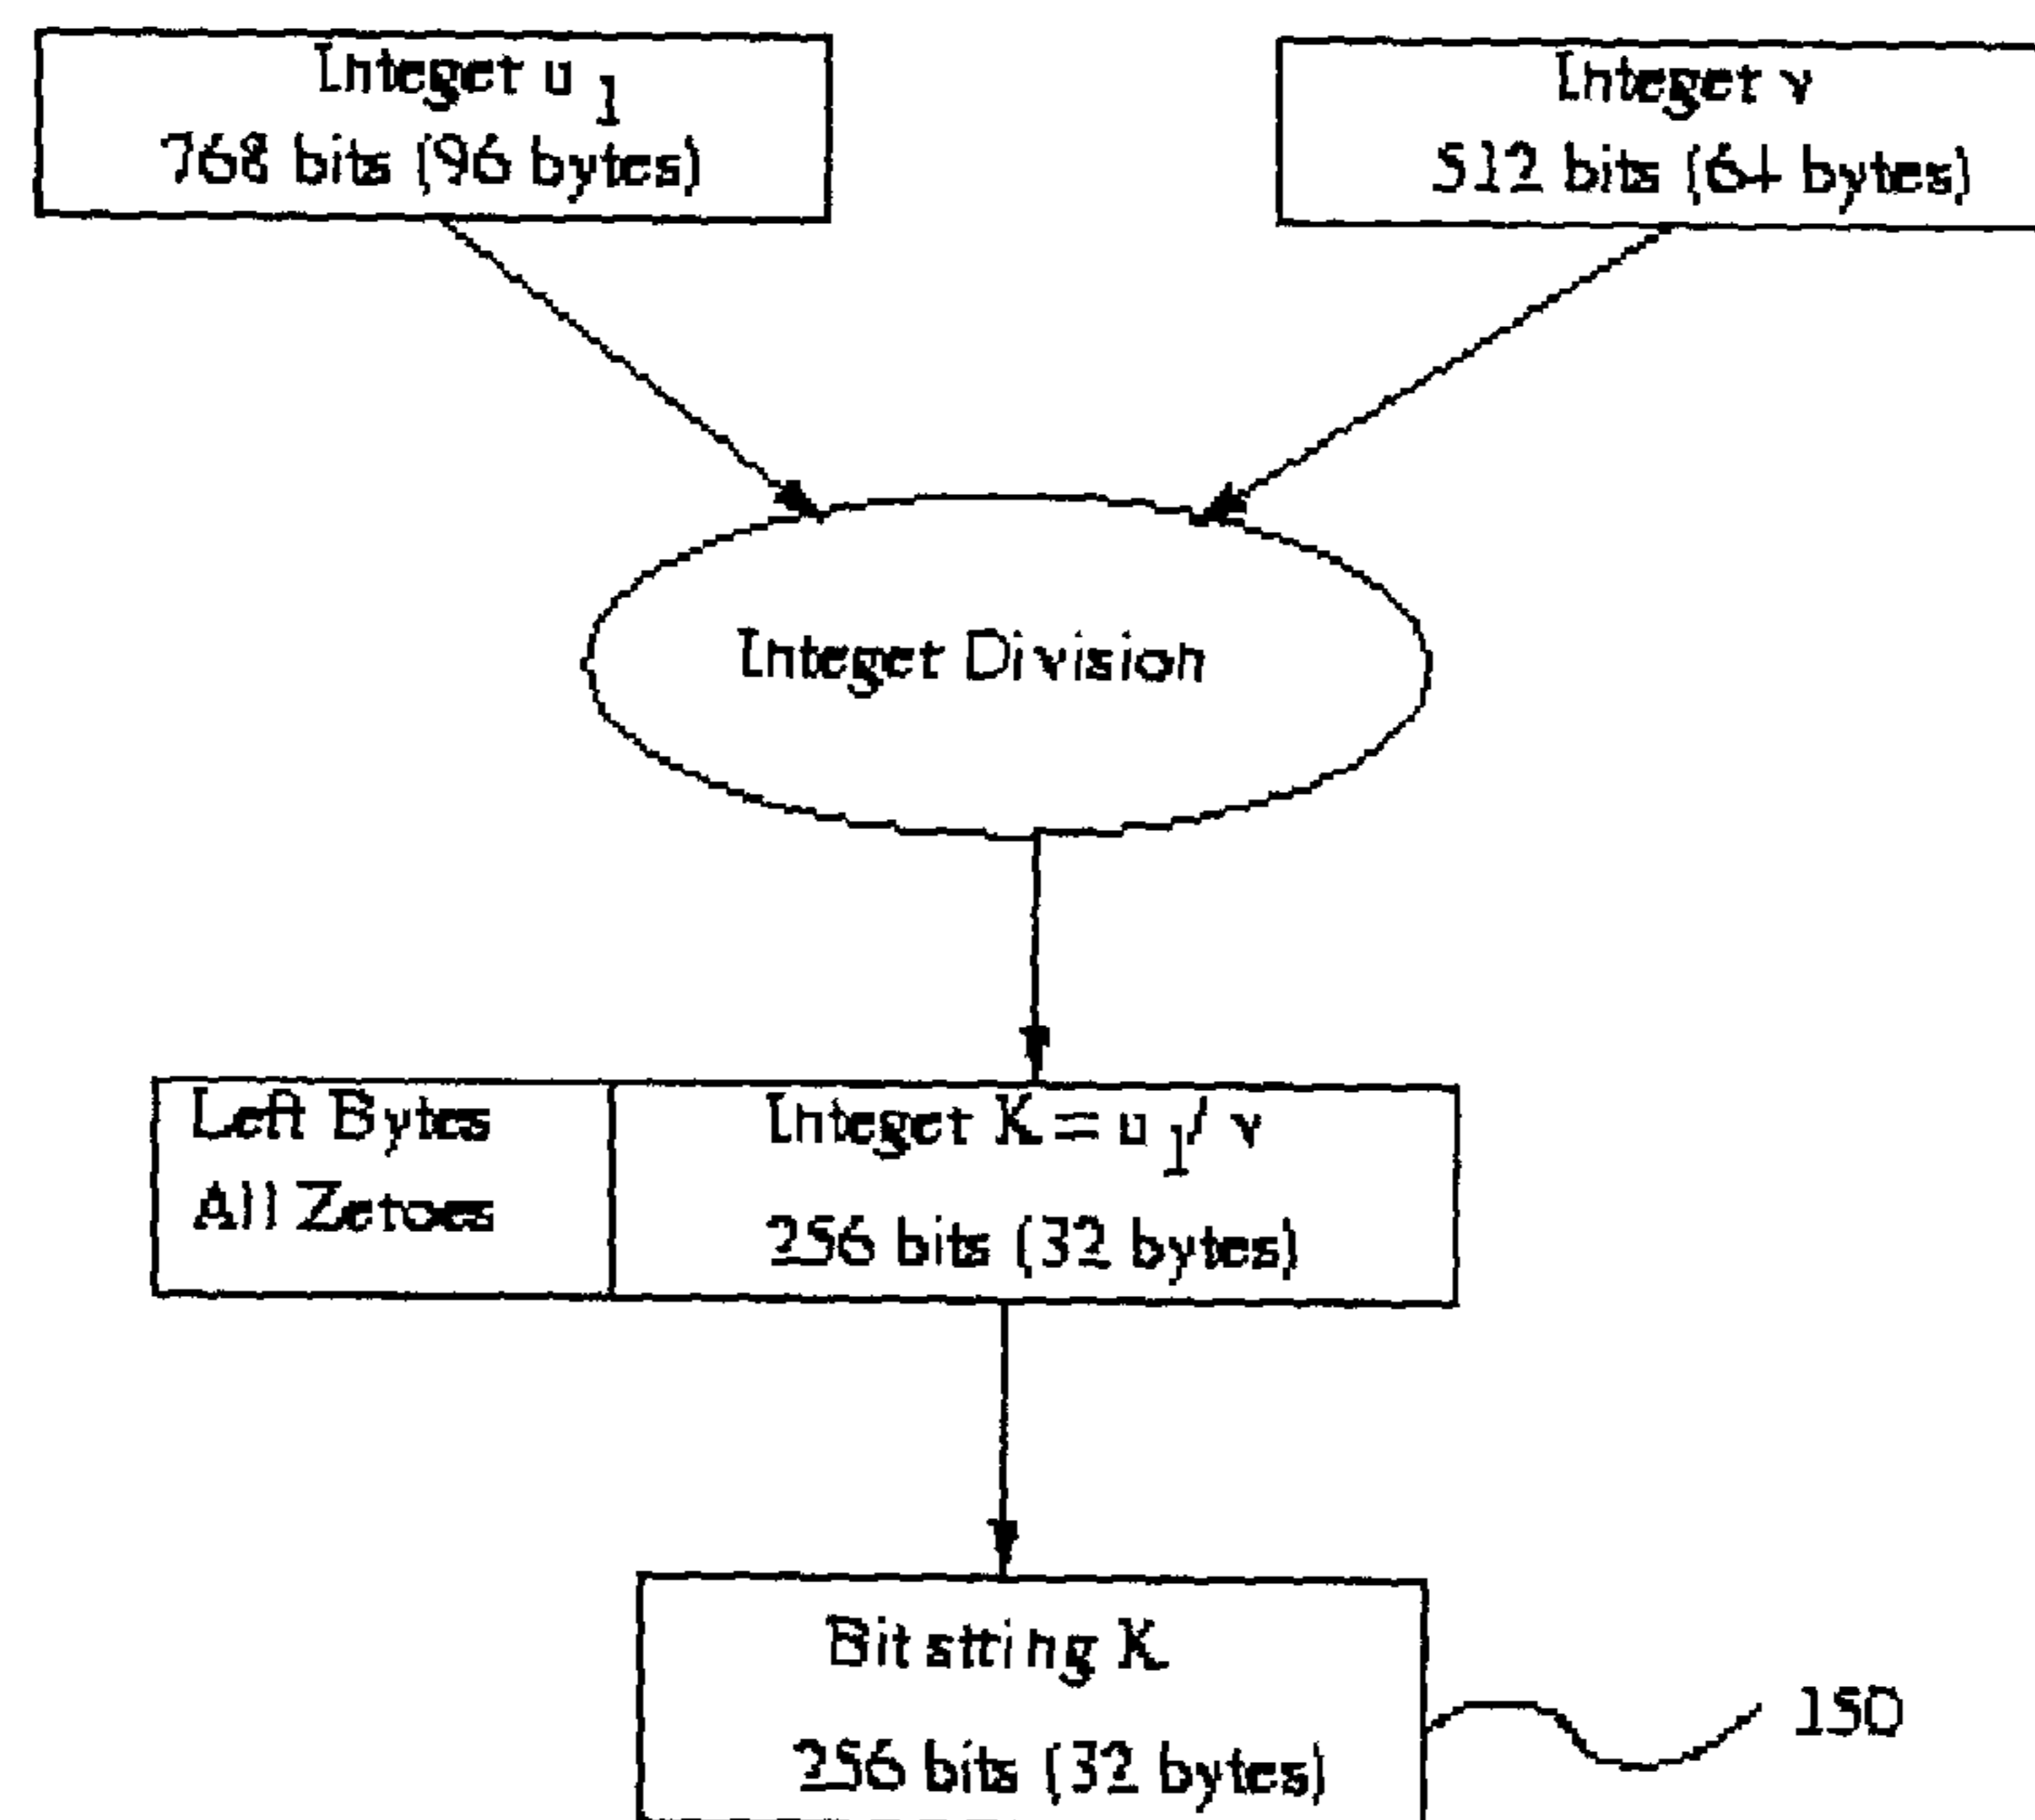 Integer u 1
768 bits (96 bytes)
Integer v
512 bits (64 bytes)
Integer Division
Left Bytes
All Zeroes
Integer K = u 1/ v
256 bits (32 bytes)
Bit string K
256 bits (32 bytes)
150